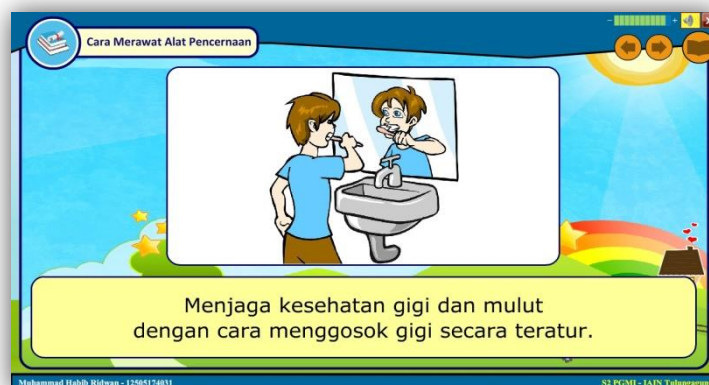 Cara Merawat Alat Pencernaan
Menjaga kesehatan gigi dan mulut
dengan cara menggosok gigi secara teratur.
Muhammad Habib Ridwan - 12505174031
S2 PGMI - IAIN Tulungagung